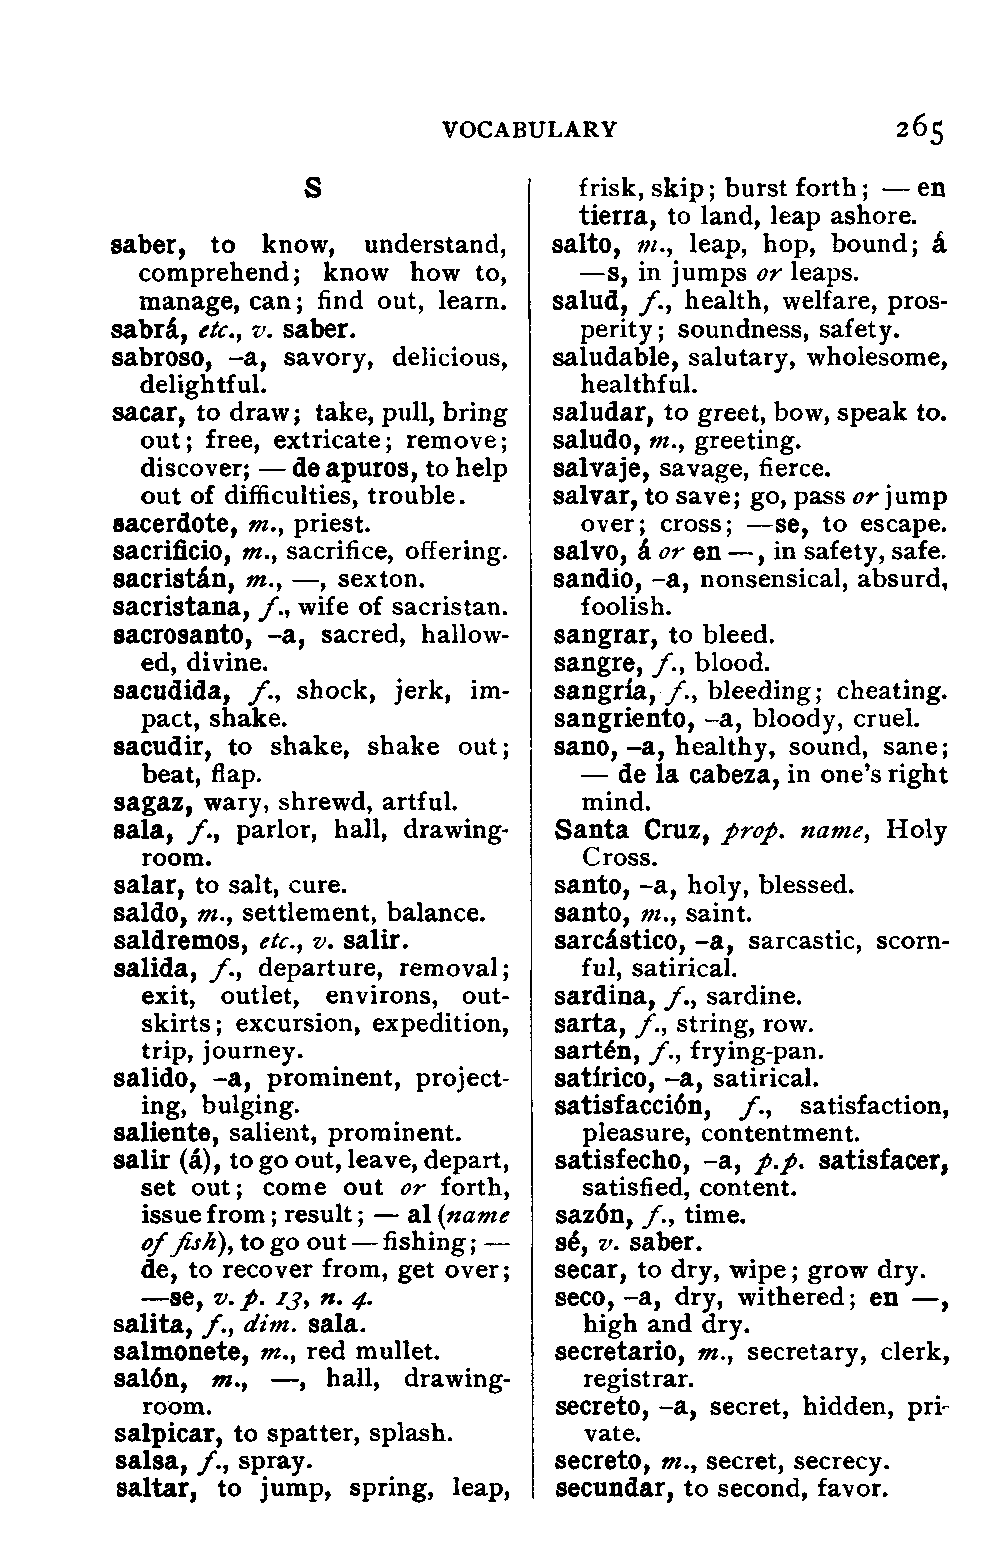 VOCABULARY 265
S
saber, to know, understand,
comprehend; know how to,
manage, can; find out, learn.
sabrá, etc., v. saber.
sabroso, –a, savory, delicious,
delightful.
sacar, to draw; take, pull, bring
out; free, extricate; remove;
discover; — de apuros, to help
out of difficulties, trouble.
sacerdote, m., priest.
sacrificio, m., sacrifice, offering.
sacristán, m., —, sexton.
sacristana, f., wife of sacristan.
sacrosanto, –a, sacred, hallow-
ed, divine.
sacudida, f., shock, jerk, im-
pact, shake.
sacudir, to shake, shake out;
beat, flap.
sagaz, wary, shrewd, artful.
sala, f., parlor, hall, drawing-
room.
salar, to salt, cure.
saldo, m., settlement, balance.
saldremos, etc., v. salir.
salida, f., departure, removal;
exit, outlet, environs, out-
skirts; excursion, expedition,
trip, journey.
salido, –a, prominent, project-
ing, bulging.
saliente, salient, prominent.
salir (á), to go out, leave, depart,
set out; come out or forth,
issue from; result; — al (name
of fish), to go out — fishing; —
de, to recover from, get over;
—se, v. p. 13, n. 4.
salita, f., dim. sala.
salmonete, m., red mullet.
salón, m., —, hall, drawing-
room.
salpicar, to spatter, splash.
salsa, f., spray.
saltar, to jump, spring, leap,
frisk, skip; burst forth; — en
tierra, to land, leap ashore.
salto, m., leap, hop, bound; á
—s, in jumps or leaps.
salud, f., health, welfare, pros-
perity; soundness, safety.
saludable, salutary, wholesome,
healthful.
saludar, to greet, bow, speak to.
saludo, m., greeting.
salvaje, savage, fierce.
salvar, to save; go, pass or jump
over; cross; —se, to escape.
salvo, á or en —, in safety, safe.
sandio, –a, nonsensical, absurd,
foolish.
sangrar, to bleed.
sangre, f., blood.
sangría, f., bleeding; cheating.
sangriento, –a, bloody, cruel.
sano, –a, healthy, sound, sane;
— de la cabeza, in one's right
mind.
Santa Cruz, prop. name, Holy
Cross.
santo, –a, holy, blessed.
santo, m., saint.
sarcástico, –a, sarcastic, scorn-
ful, satirical.
sardina, f., sardine.
sarta, f., string, row.
sartén, f., frying-pan.
satírico, –a, satirical.
satisfacción, f., satisfaction,
pleasure, contentment.
satisfecho, –a, p.p. satisfacer,
satisfied, content.
sazón, f., time.
sé, v. saber.
secar, to dry, wipe; grow dry.
seco, –a, dry, withered; en —,
high and dry.
secretario, m., secretary, clerk,
registrar.
secreto, –a, secret, hidden, pri-
vate.
secreto, m., secret, secrecy.
secundar, to second, favor.